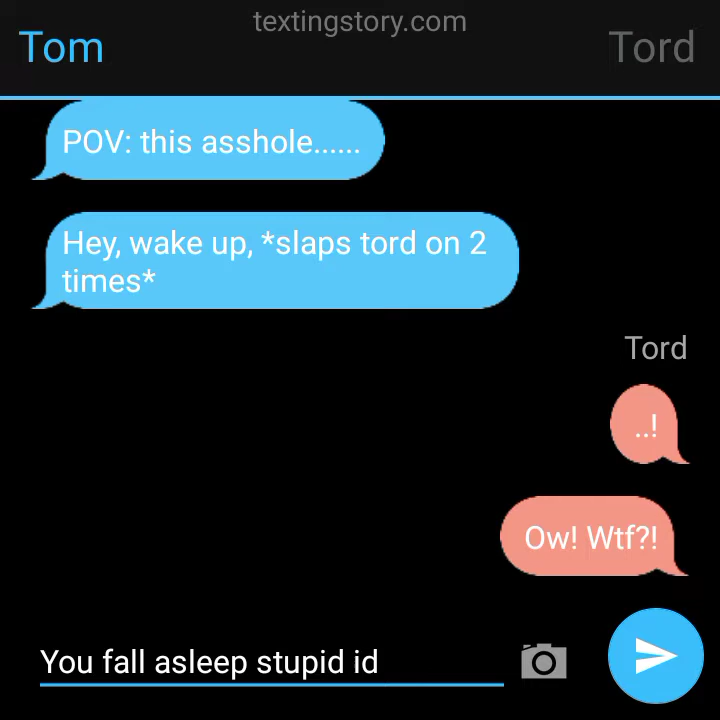 textingstory.com
Tom
Tord
POV: this asshole......
Hey, wake up, *slaps tord on 2
times*
Tord
..!
Ow! Wtf?!
You fall asleep stupid id